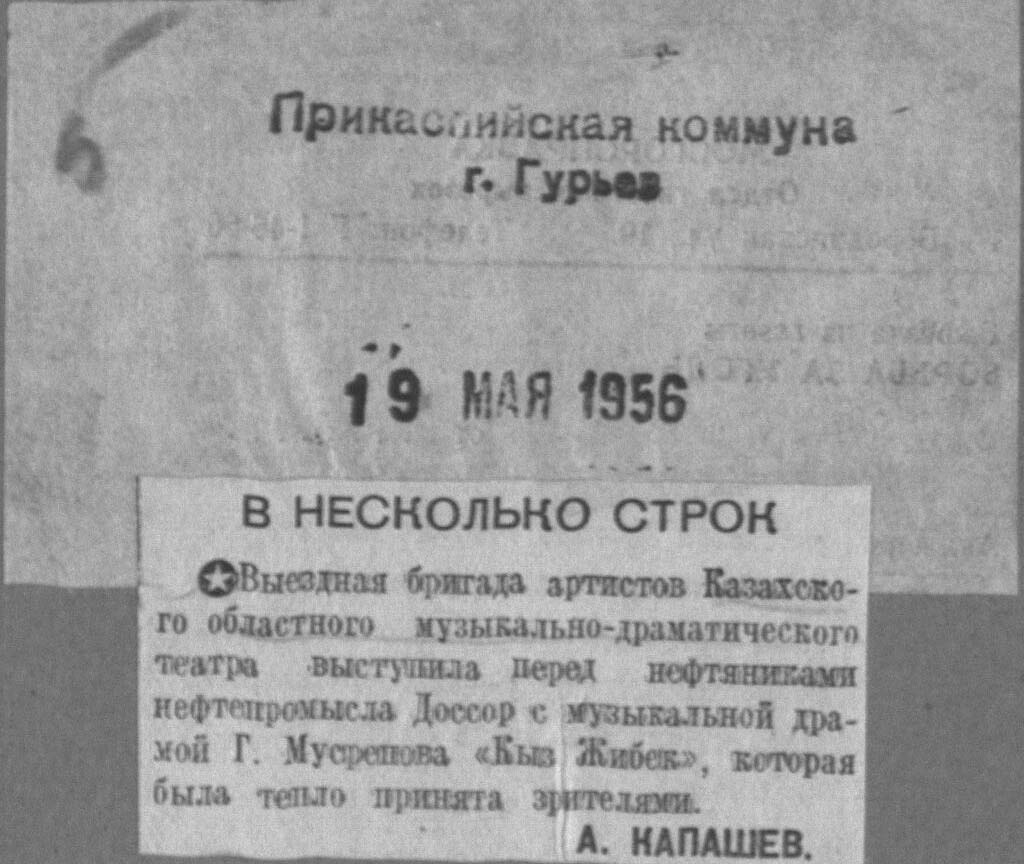 Прикаспийская коммуна
г. Гурьев
19 МАЯ 1956
В НЕСКОЛЬКО СТРОК
Выездная бригада артистов Казахско-
го областного музыкально-драматического
театра выступила перед нефтяниками
нефтепромысла Доссор с музыкальной дра-
мой Г. Мусрепова «Кыз Жибек», которая
была тепло принята зрителями.
А. КАПАШЕВ.